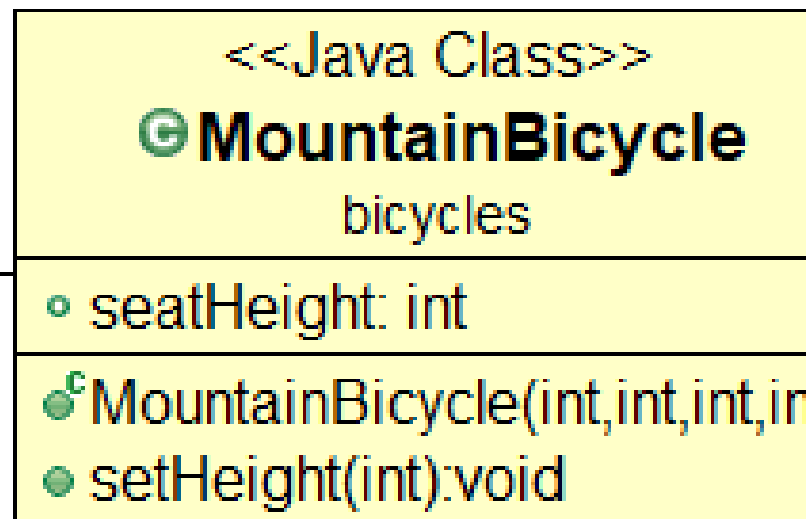 <<Java Class>>
MountainBicycle
bicycles
seatHeight: int
MountainBicycle(int,int,int,in
setHeight(int):void